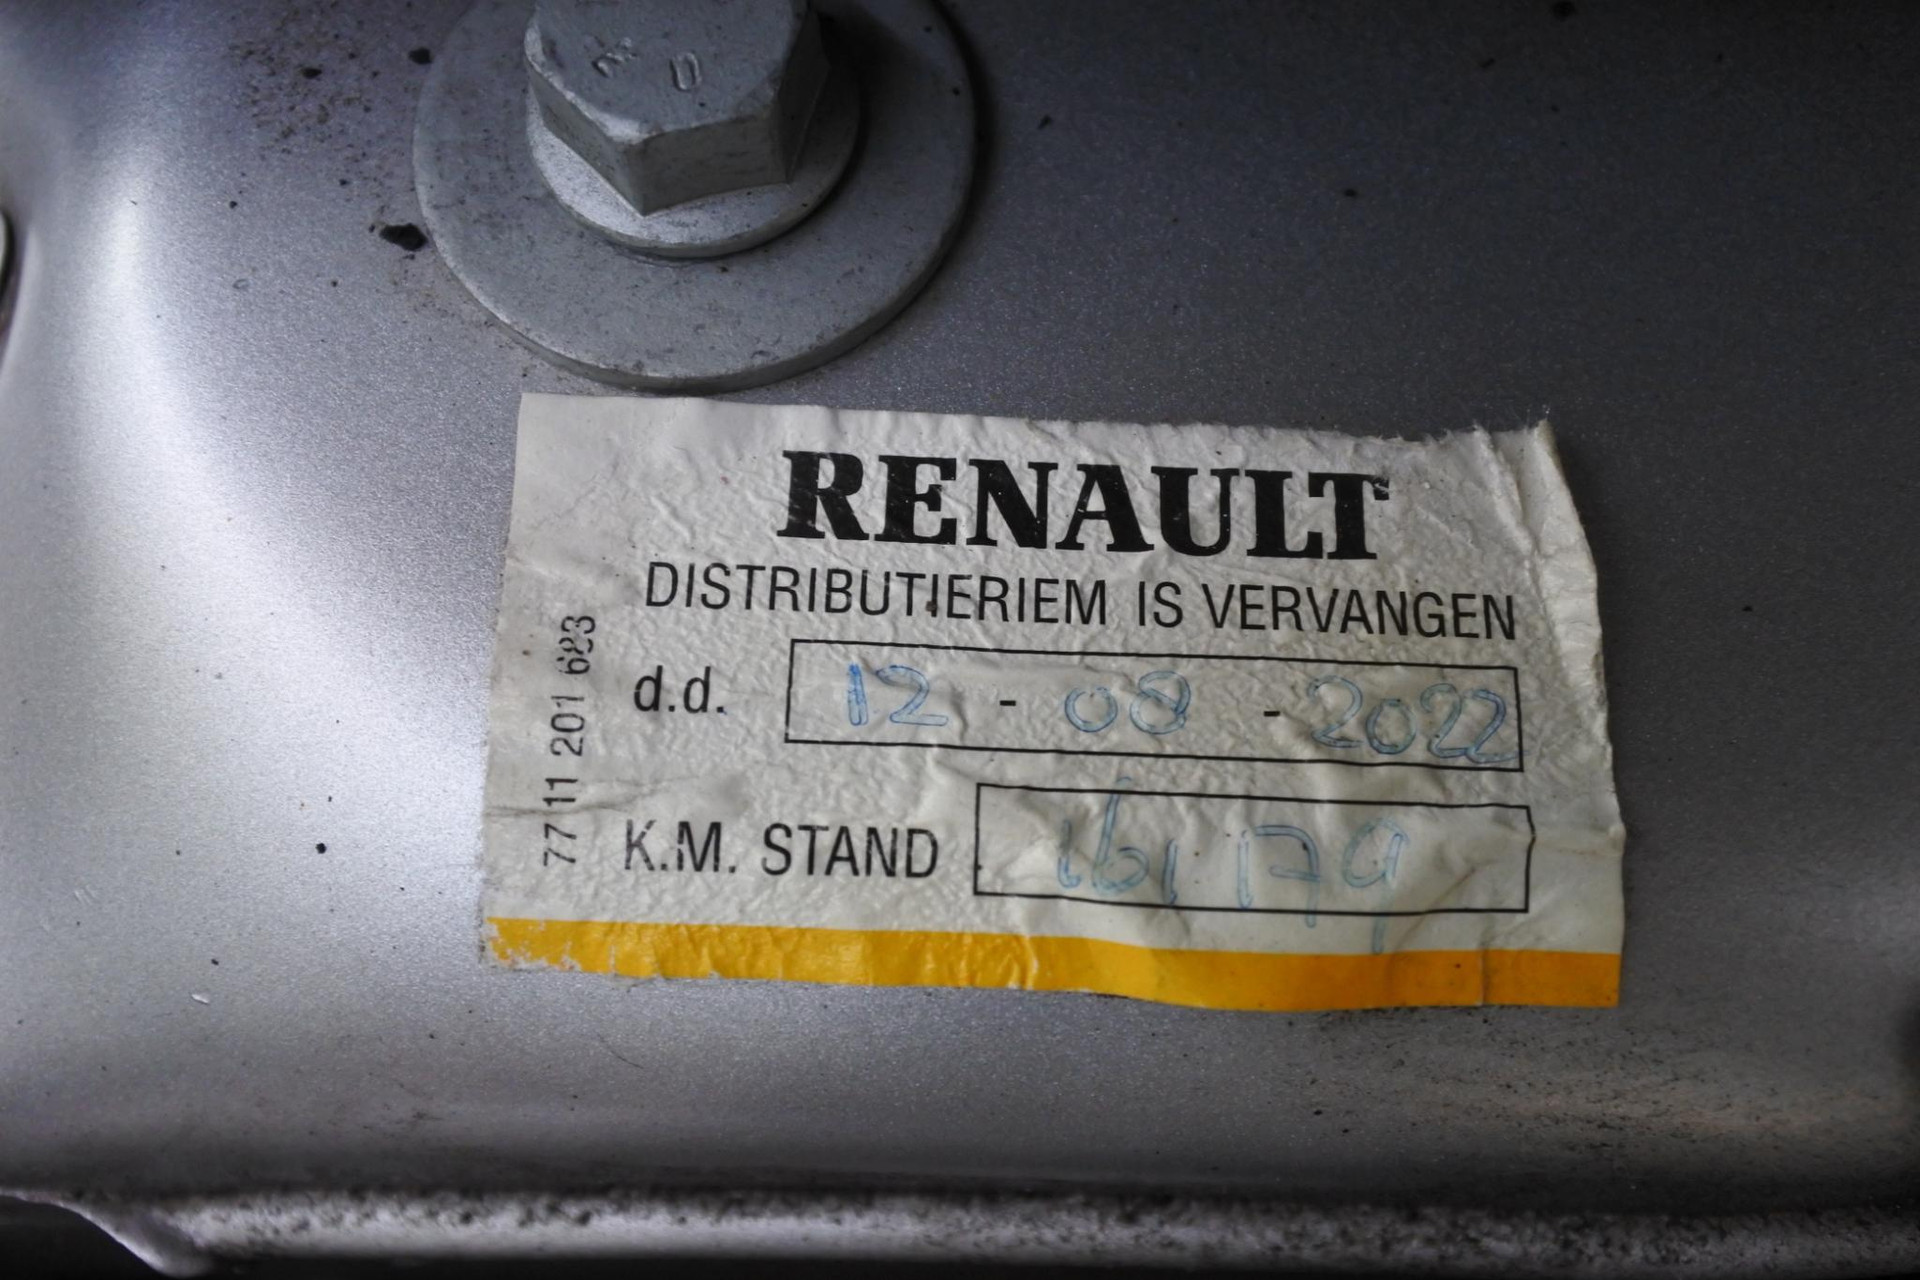 RENAULT
DISTRIBUTIERIEM IS VERVANGEN
d.d. 12 - 08 - 2022
K.M. STAND 161179
77 11 201 683